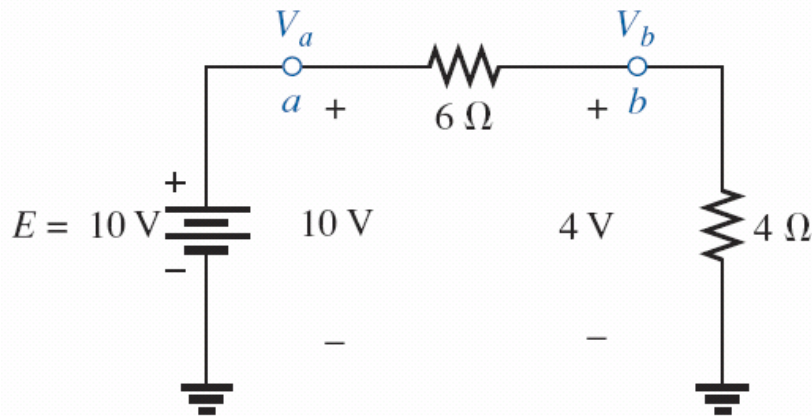 Va Vb
a + 6 Ω + b
+
E = 10 V 10 V 4 V 4 Ω
−
− −